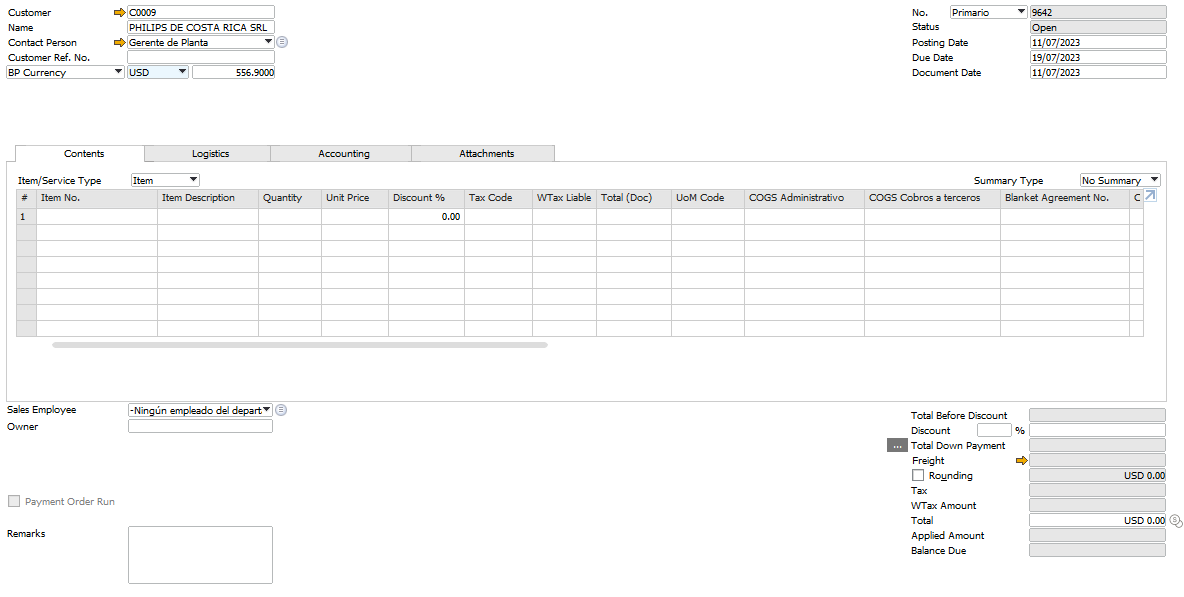 Customer C0009
Name PHILIPS DE COSTA RICA SRL
Contact Person Gerente de Planta
Customer Ref. No.
BP Currency USD 556.9000
No. Primario 9642
Status Open
Posting Date 11/07/2023
Due Date 19/07/2023
Document Date 11/07/2023
Contents Logistics Accounting Attachments
Item/Service Type Item Summary Type No Summary
# Item No. Item Description Quantity Unit Price Discount % Tax Code WTax Liable Total (Doc) UoM Code COGS Administrativo COGS Cobros a terceros Blanket Agreement No. C
1 0.00
Sales Employee -Ningún empleado del depart
Owner
Payment Order Run
Remarks
Total Before Discount
Discount %
... Total Down Payment
Freight
Rounding USD 0.00
Tax
WTax Amount
Total USD 0.00
Applied Amount
Balance Due